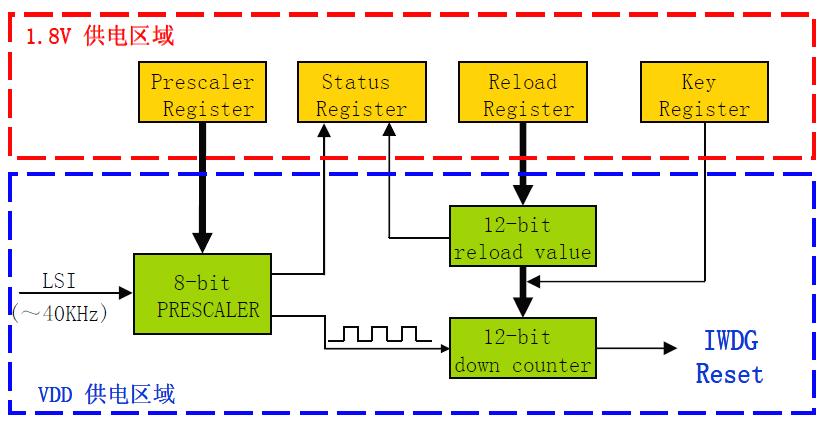 1.8V 供电区域
Prescaler
Register
Status
Register
Reload
Register
Key
Register
12-bit
reload value
LSI
(～40KHz)
8-bit
PRESCALER
12-bit
down counter
IWDG
Reset
VDD 供电区域